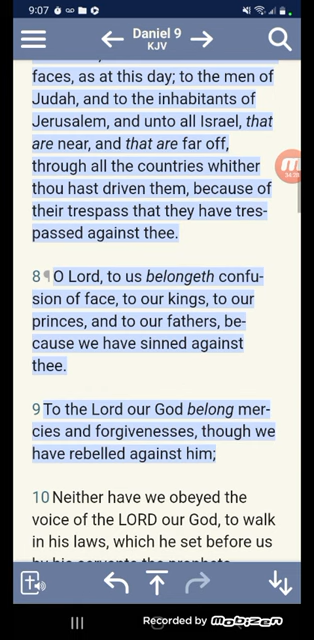 9:07
Daniel 9
KJV
faces, as at this day; to the men of
Judah, and to the inhabitants of
Jerusalem, and unto all Israel, that
are near, and that are far off,
through all the countries whither
thou hast driven them, because of
their trespass that they have tres-
passed against thee.
8 ¶ O Lord, to us belongeth confu-
sion of face, to our kings, to our
princes, and to our fathers, be-
cause we have sinned against
thee.
9 To the Lord our God belong mer-
cies and forgivenesses, though we
have rebelled against him;
10 Neither have we obeyed the
voice of the LORD our God, to walk
in his laws, which he set before us
by his servants the prophets.
Recorded by mobizen